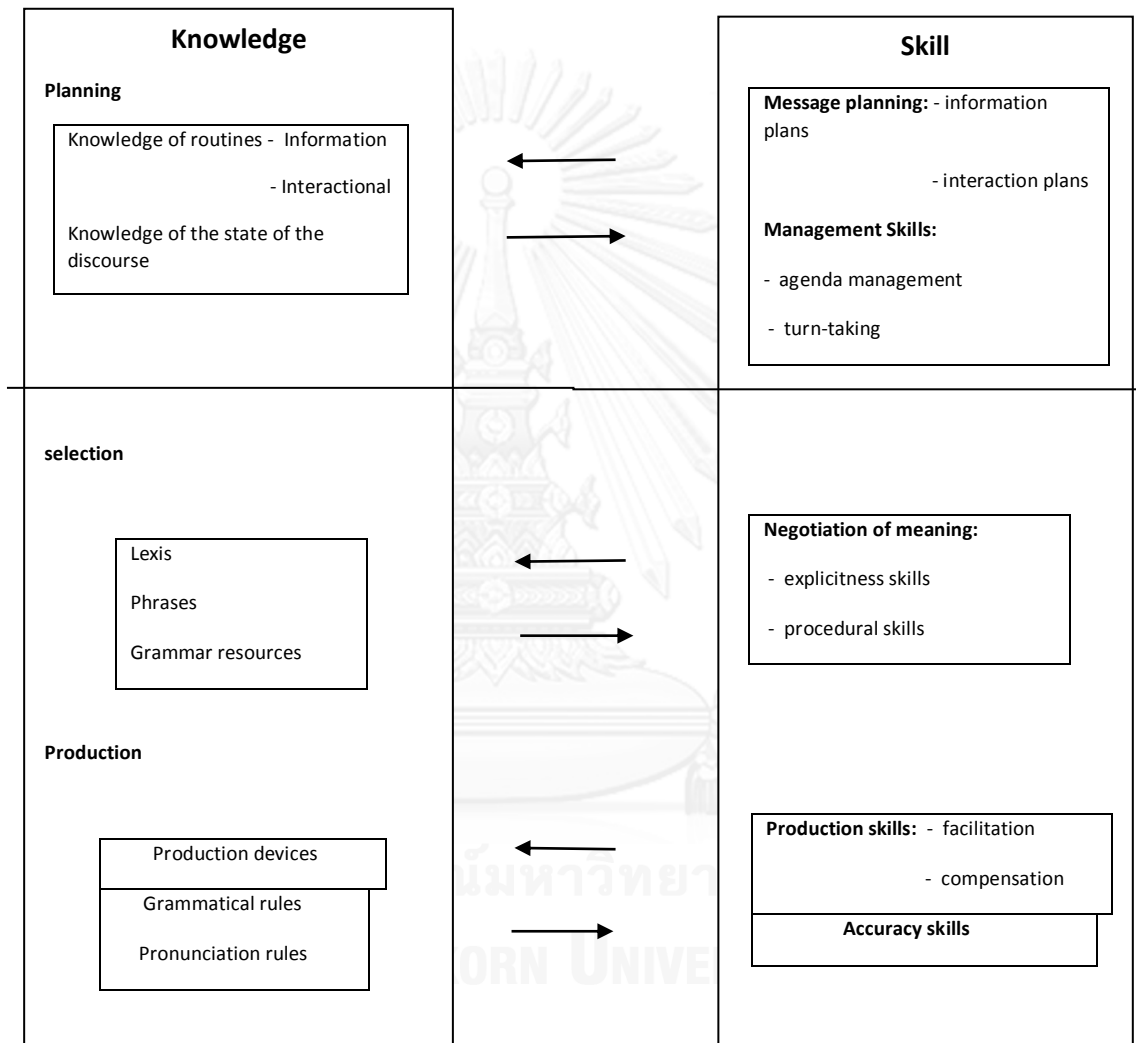 Knowledge
Planning
Knowledge of routines - Information
- Interactional
Knowledge of the state of the
discourse
Skill
Message planning: - information
plans
- interaction plans
Management Skills:
- agenda management
- turn-taking
selection
Lexis
Phrases
Grammar resources
Negotiation of meaning:
- explicitness skills
- procedural skills
Production
Production devices
Grammatical rules
Pronunciation rules
Production skills: - facilitation
- compensation
Accuracy skills